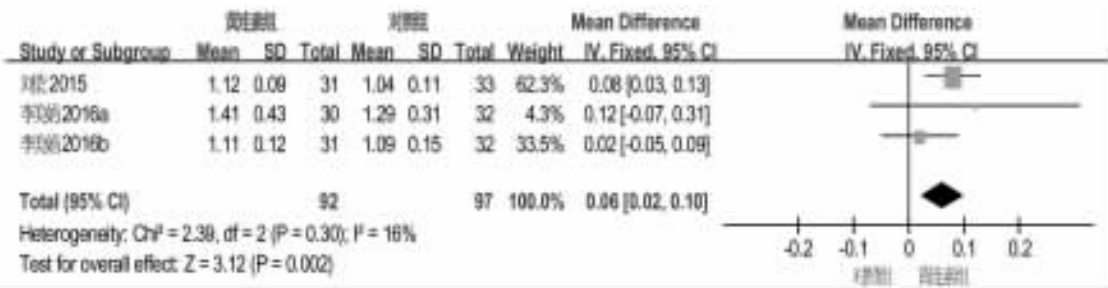 对照组 Mean Difference Mean Difference
Study or Subgroup Mean SD Total Mean SD Total Weight IV, Fixed, 95% CI IV, Fixed, 95% CI
2015 1.12 0.09 31 1.04 0.11 33 62.3% 0.08 [0.03, 0.13]
2016a 1.41 0.43 30 1.29 0.31 32 4.3% 0.12 [-0.07, 0.31]
2016b 1.11 0.12 31 1.09 0.15 32 33.5% 0.02 [-0.05, 0.09]
Total (95% CI) 92 97 100.0% 0.06 [0.02, 0.10]
Heterogeneity: Chi² = 2.39, df = 2 (P = 0.30); I² = 16%
Test for overall effect: Z = 3.12 (P = 0.002)
-0.2 -0.1 0 0.1 0.2
对照组